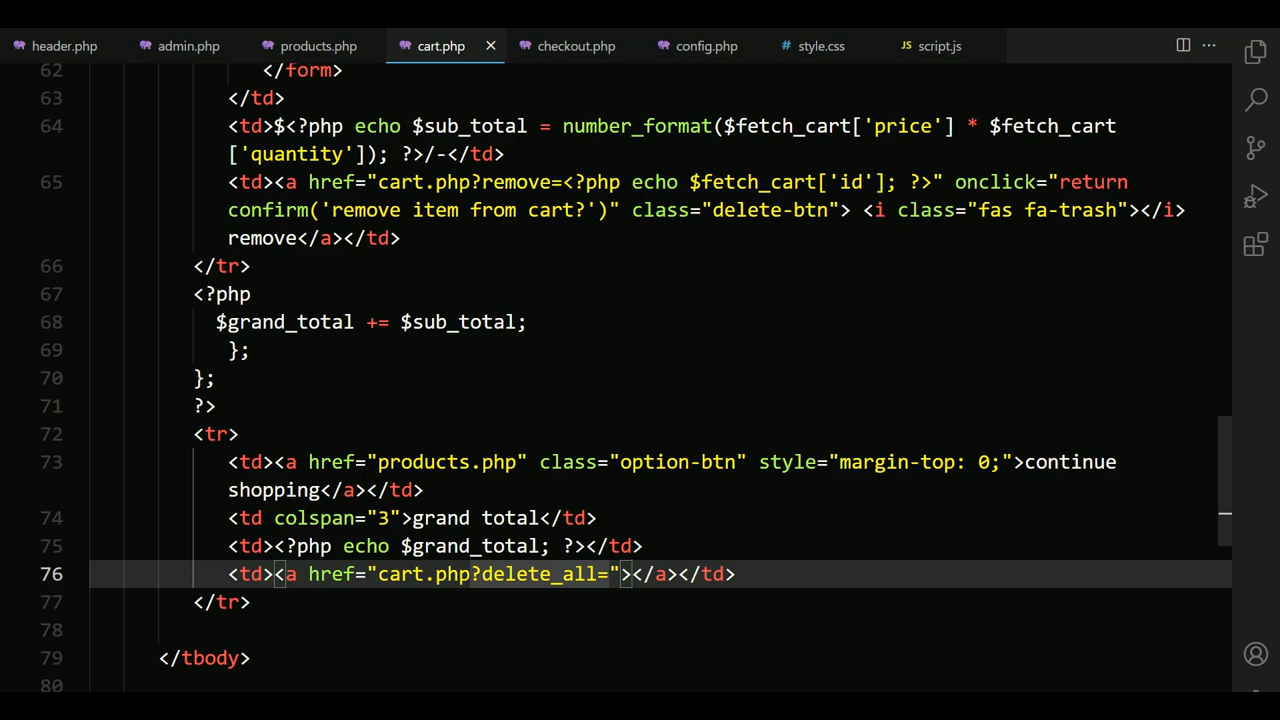 header.php admin.php products.php cart.php × checkout.php config.php # style.css JS script.js ···
62 </form>
63 </td>
64 <td>$<?php echo $sub_total = number_format($fetch_cart['price'] * $fetch_cart
['quantity']); ?>/-</td>
65 <td><a href="cart.php?remove=<?php echo $fetch_cart['id']; ?>" onclick="return
confirm('remove item from cart?')" class="delete-btn"> <i class="fas fa-trash"></i>
remove</a></td>
66 </tr>
67 <?php
68 $grand_total += $sub_total;
69 };
70 };
71 ?>
72 <tr>
73 <td><a href="products.php" class="option-btn" style="margin-top: 0;">continue
shopping</a></td>
74 <td colspan="3">grand total</td>
75 <td><?php echo $grand_total; ?></td>
76 <td><a href="cart.php?delete_all="></a></td>
77 </tr>
78
79 </tbody>
80